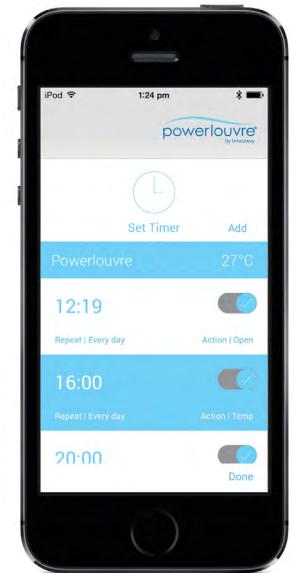 iPod 1:24 pm
powerlouvre®
by breezway
Set Timer Add
Powerlouvre 27°C
12:19
Repeat | Every day Action | Open
16:00
Repeat | Every day Action | Temp
20:00
Done